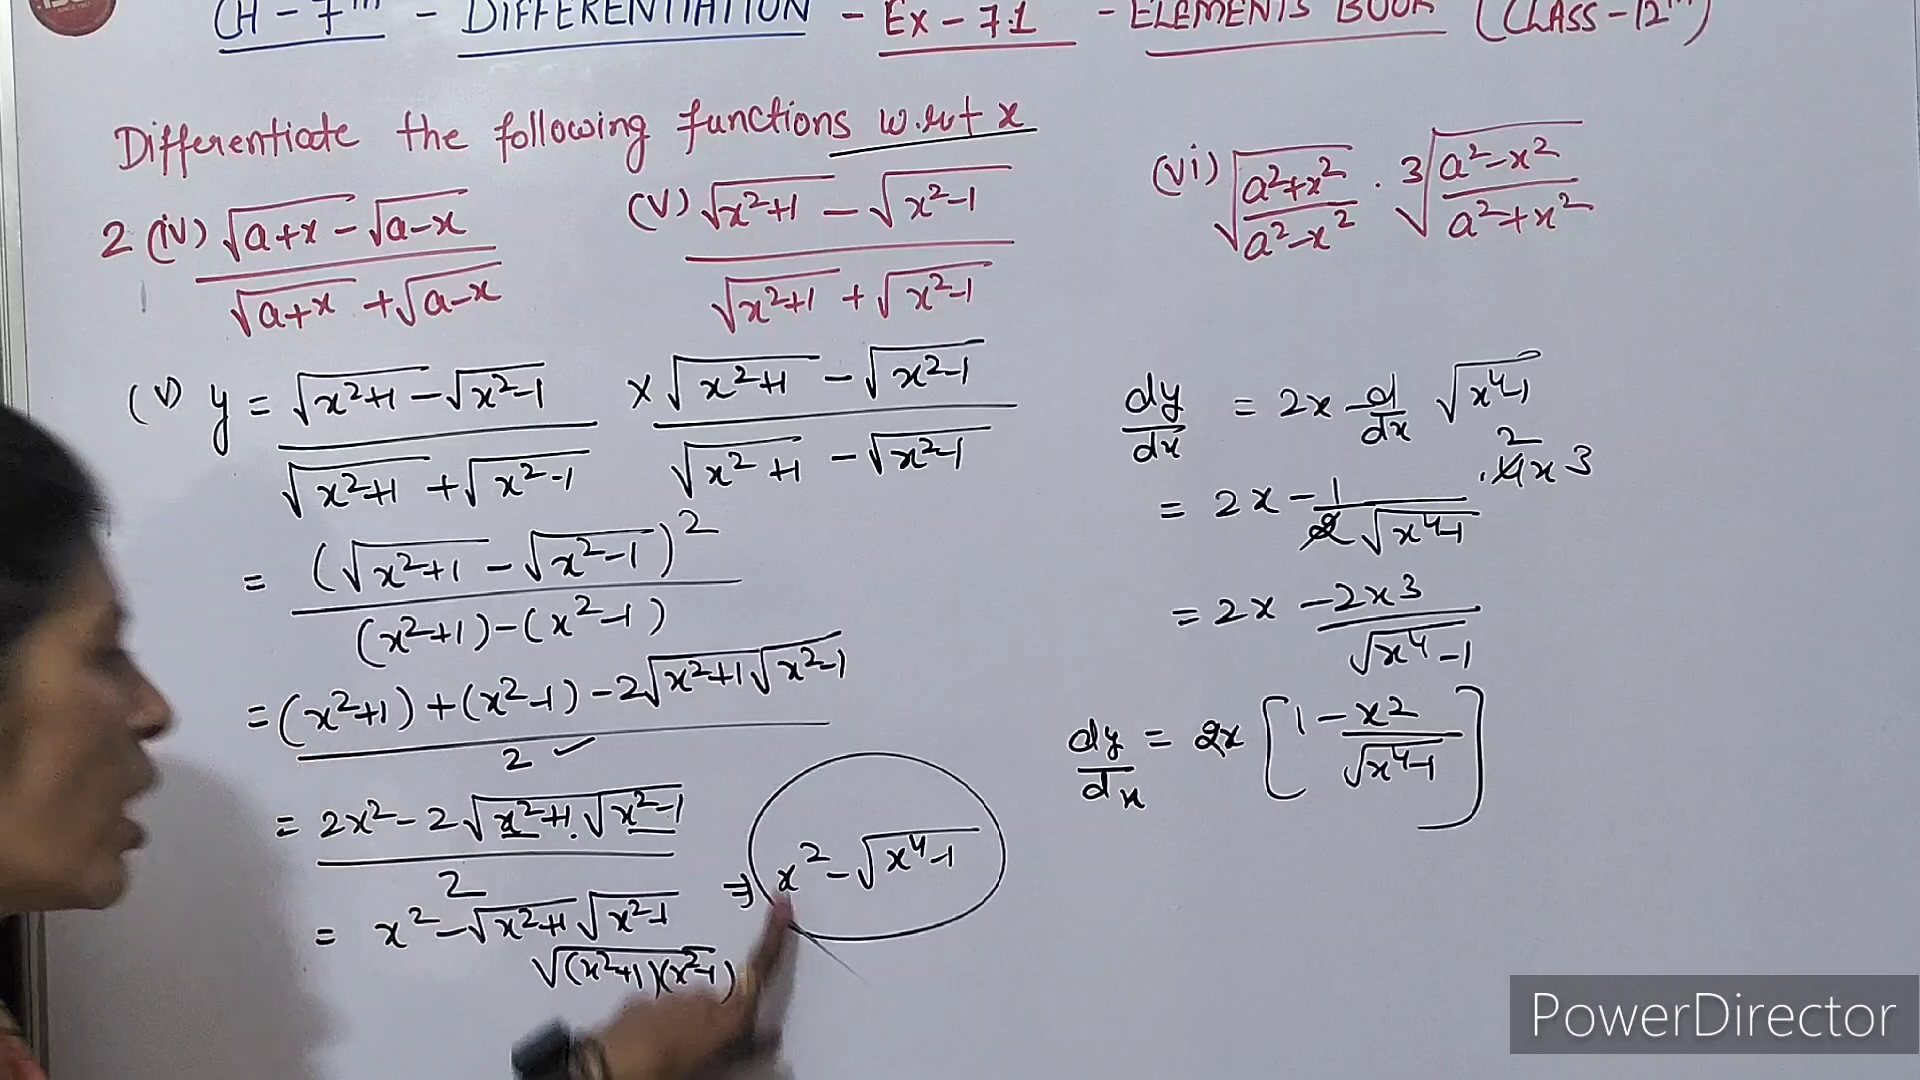 CH - 7th - DIFFERENTIATION - EX - 7.1 - ELEMENTS BOOK (CLASS - 12th)
Differentiate the following functions w.r.t x
2 (iv) √(a+x) - √(a-x) / √(a+x) + √(a-x)
(v) √(x²+1) - √(x²-1) / √(x²+1) + √(x²-1)
(vi) √((a²+x²)/(a²-x²)) . ³√((a²-x²)/(a²+x²))
(v) y = √(x²+1) - √(x²-1) / √(x²+1) + √(x²-1) × √(x²+1) - √(x²-1) / √(x²+1) - √(x²-1)
= (√(x²+1) - √(x²-1))² / (x²+1) - (x²-1)
= (x²+1) + (x²-1) - 2√(x²+1) √(x²-1) / 2 ✓
= 2x² - 2√(x²+1) . √(x²-1) / 2
= x² - √(x²+1) √(x²-1)
√((x²+1)(x²-1))
⇒ x² - √(x⁴-1)
dy/dx = 2x - d/dx √(x⁴-1)
= 2x - 1 / 2√(x⁴-1) . 4x3
2
= 2x - 2x3 / √x⁴-1
dy/dx = 2x [1 - x2 / √(x⁴-1)]
PowerDirector